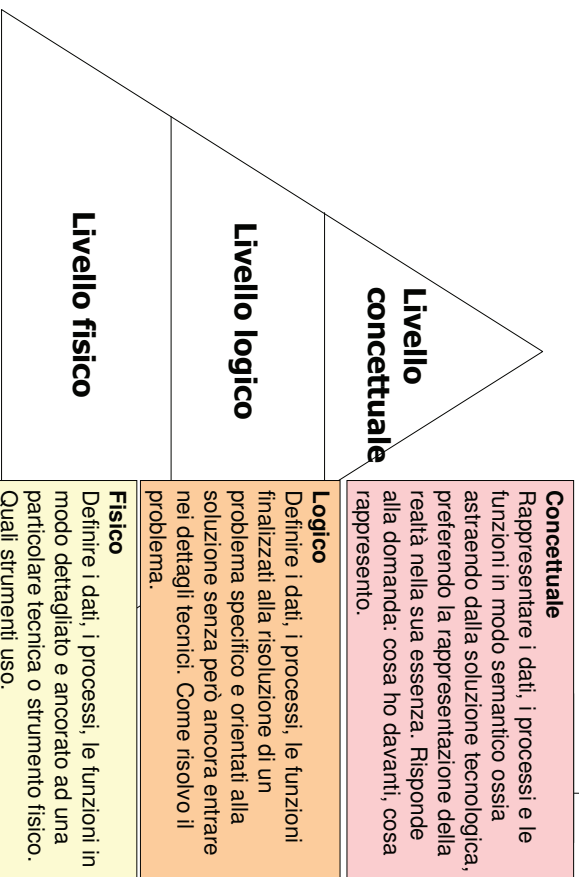 Livello
concettuale
Livello logico
Livello fisico
Concettuale
Rappresentare i dati, i processi e le
funzioni in modo semantico ossia
astraendo dalla soluzione tecnologica,
preferendo la rappresentazione della
realtà nella sua essenza. Risponde
alla domanda: cosa ho davanti, cosa
rappresento.
Logico
Definire i dati, i processi, le funzioni
finalizzati alla risoluzione di un
problema specifico e orientati alla
soluzione senza però ancora entrare
nei dettagli tecnici. Come risolvo il
problema.
Fisico
Definire i dati, i processi, le funzioni in
modo dettagliato e ancorato ad una
particolare tecnica o strumento fisico.
Quali strumenti uso.